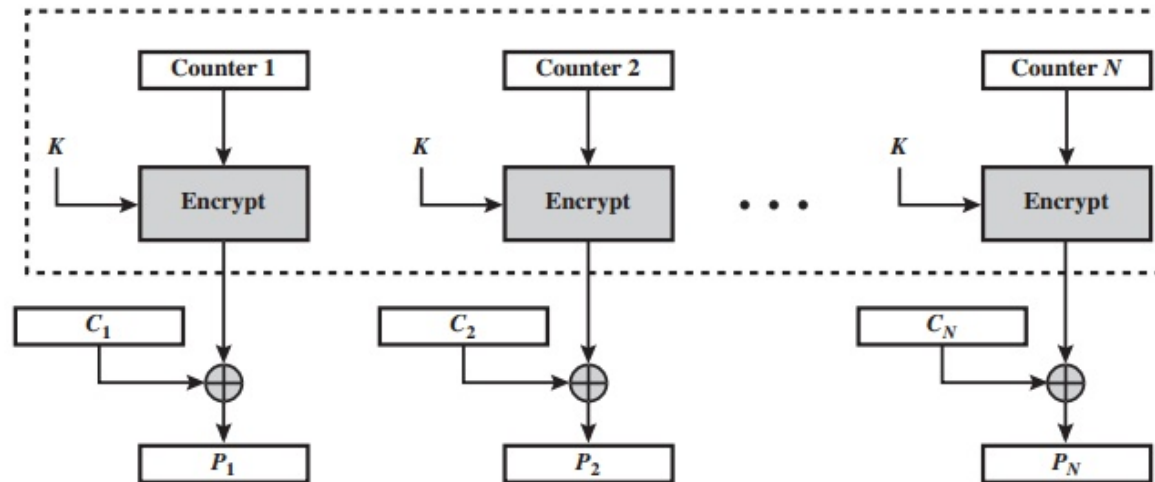 Counter 1 Counter 2 Counter N
K K K
Encrypt Encrypt • • • Encrypt
C1 C2 CN
P1 P2 PN